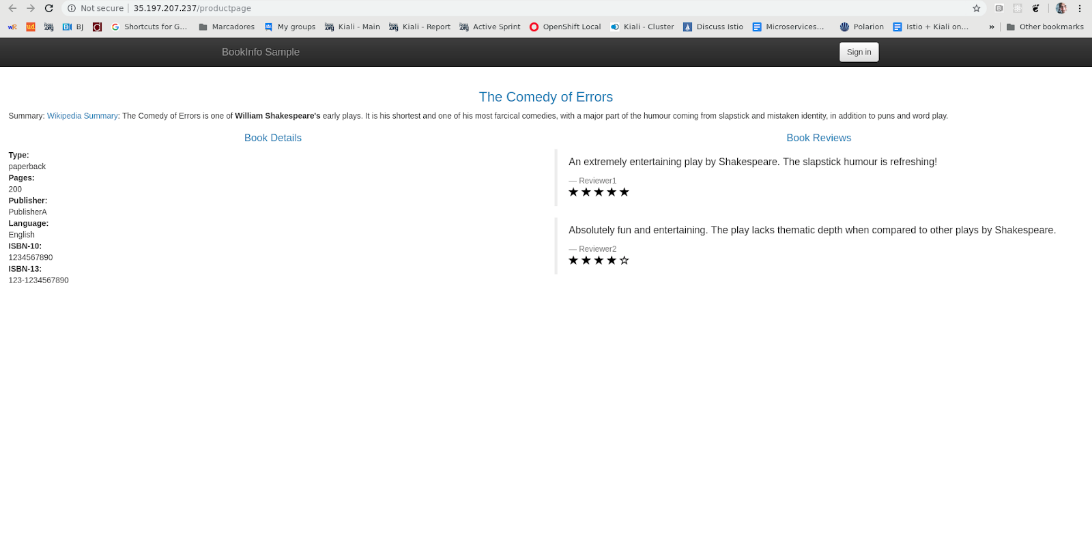 Not secure | 35.197.207.237/productpage
BJ Shortcuts for G... Marcadores My groups Kiali - Main Kiali - Report Active Sprint OpenShift Local Kiali - Cluster Discuss Istio Microservices... Polarion Istio + Kiali on... » Other bookmarks
BookInfo Sample Sign in
The Comedy of Errors
Summary: Wikipedia Summary: The Comedy of Errors is one of William Shakespeare's early plays. It is his shortest and one of his most farcical comedies, with a major part of the humour coming from slapstick and mistaken identity, in addition to puns and word play.
Book Details
Type:
paperback
Pages:
200
Publisher:
PublisherA
Language:
English
ISBN-10:
1234567890
ISBN-13:
123-1234567890
Book Reviews
An extremely entertaining play by Shakespeare. The slapstick humour is refreshing!
— Reviewer1
Absolutely fun and entertaining. The play lacks thematic depth when compared to other plays by Shakespeare.
— Reviewer2